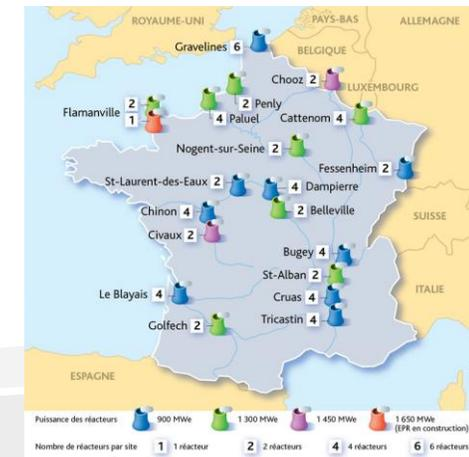 ROYAUME-UNI
PAYS-BAS
ALLEMAGNE
Gravelines 6
BELGIQUE
Chooz 2
LUXEMBOURG
Flamanville 2
1
2 Penly
4 Paluel
Cattenom 4
Nogent-sur-Seine 2
Fessenheim 2
St-Laurent-des-Eaux 2
4 Dampierre
Chinon 4
2 Belleville
SUISSE
Civaux 2
Bugey 4
St-Alban 2
ITALIE
Le Blayais 4
Cruas 4
Tricastin 4
Golfech 2
ESPAGNE
Puissance des réacteurs 900 MWe 1 300 MWe 1 450 MWe 1 650 MWe
(EPR en construction)
Nombre de réacteurs par site 1 1 réacteur 2 2 réacteurs 4 4 réacteurs 6 6 réacteurs